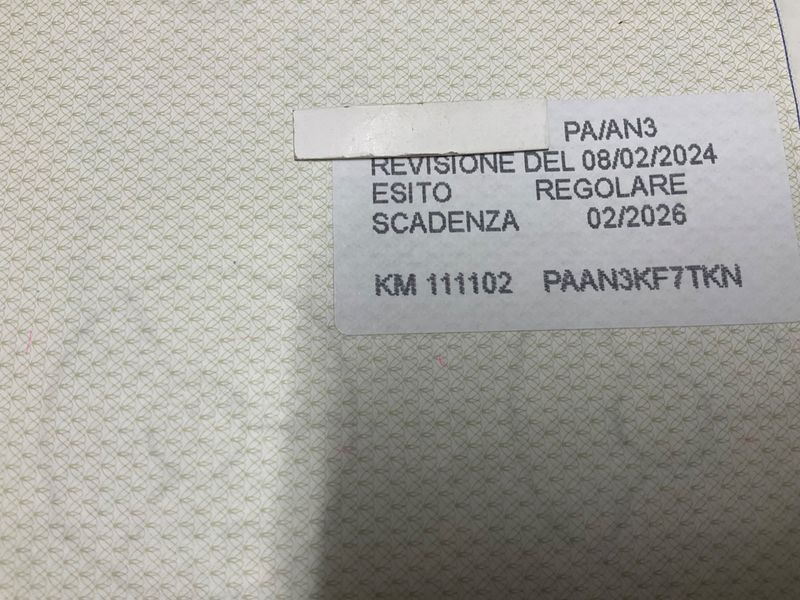 PA/AN3
REVISIONE DEL 08/02/2024
ESITO REGOLARE
SCADENZA 02/2026
KM 111102 PAAN3KF7TKN